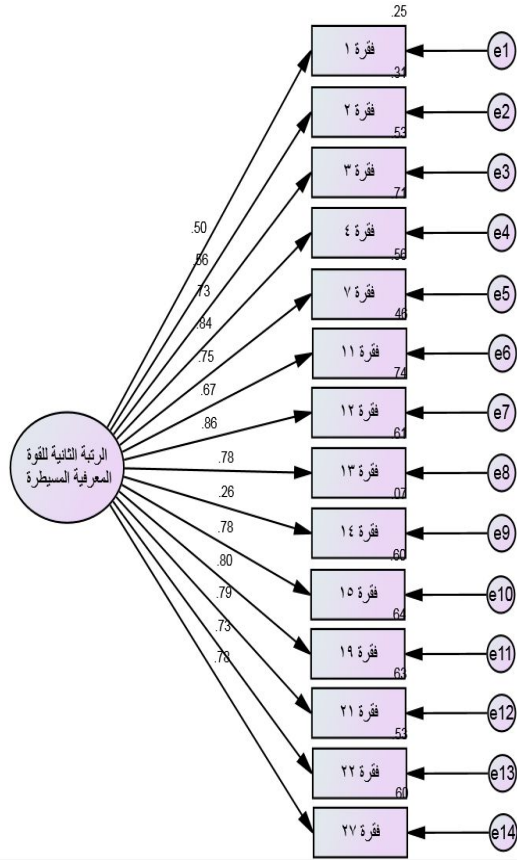 .25
فقرة ١
e1
.31
.50
فقرة ٢
e2
.53
.56
فقرة ٣
e3
.71
.73
فقرة ٤
e4
.56
.84
فقرة ٧
e5
.46
.75
فقرة ١١
e6
.74
.67
فقرة ١٢
e7
.61
.86
الرتبة الثانية للقوة
المعرفية المسيطرة
.78
فقرة ١٣
e8
.07
.26
فقرة ١٤
e9
.60
.78
فقرة ١٥
e10
.64
.80
فقرة ١٩
e11
.63
.79
فقرة ٢١
e12
.53
.73
فقرة ٢٢
e13
.60
.78
فقرة ٢٧
e14